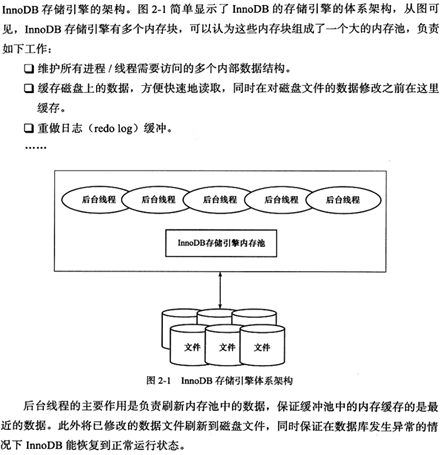 InnoDB 存储引擎的架构。图 2-1 简单显示了 InnoDB 的存储引擎的体系架构，从图可
见，InnoDB 存储引擎有多个内存块，可以认为这些内存块组成了一个大的内存池，负责
如下工作：
❑ 维护所有进程 / 线程需要访问的多个内部数据结构。
❑ 缓存磁盘上的数据，方便快速地读取，同时在对磁盘文件的数据修改之前在这里
缓存。
❑ 重做日志（redo log）缓冲。
……
后台线程 后台线程 后台线程 后台线程 后台线程
InnoDB存储引擎内存池
文件 文件 文件
图 2-1 InnoDB 存储引擎体系架构
后台线程的主要作用是负责刷新内存池中的数据，保证缓冲池中的内存缓存的是最
近的数据。此外将已修改的数据文件刷新到磁盘文件，同时保证在数据库发生异常的情
况下 InnoDB 能恢复到正常运行状态。